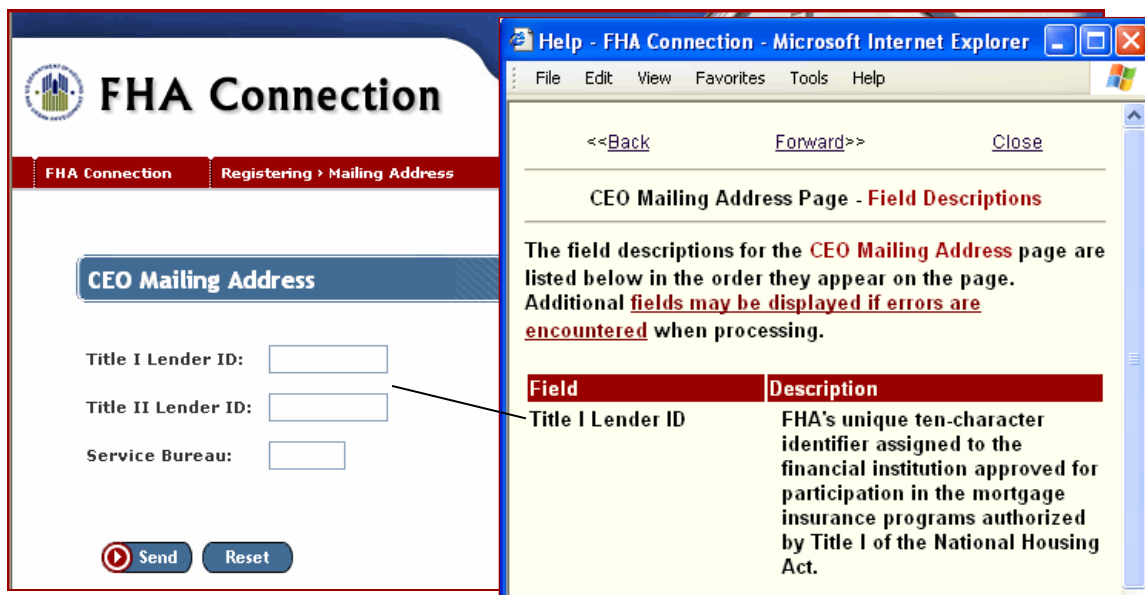 FHA Connection
FHA Connection
Registering › Mailing Address
CEO Mailing Address
Title I Lender ID:
Title II Lender ID:
Service Bureau:
Send
Reset
Help - FHA Connection - Microsoft Internet Explorer
File Edit View Favorites Tools Help
<<Back Forward>> Close
CEO Mailing Address Page - Field Descriptions
The field descriptions for the CEO Mailing Address page are
listed below in the order they appear on the page.
Additional fields may be displayed if errors are
encountered when processing.
Field Description
Title I Lender ID FHA's unique ten-character
identifier assigned to the
financial institution approved for
participation in the mortgage
insurance programs authorized
by Title I of the National Housing
Act.